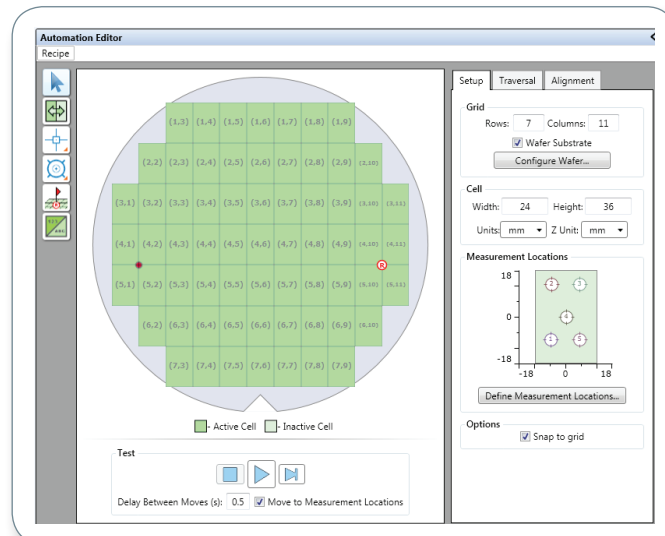 Automation Editor
Recipe
Setup Traversal Alignment
Grid
Rows: 7 Columns: 11
Wafer Substrate
Configure Wafer...
Cell
Width: 24 Height: 36
Units: mm Z Unit: mm
Measurement Locations
18
0
-18
-18 0 18
2 3
4
1 5
Define Measurement Locations...
Options
Snap to grid
(1,3) (1,4) (1,5) (1,6) (1,7) (1,8) (1,9)
(2,2) (2,3) (2,4) (2,5) (2,6) (2,7) (2,8) (2,9) (2,10)
(3,1) (3,2) (3,3) (3,4) (3,5) (3,6) (3,7) (3,8) (3,9) (3,10) (3,11)
(4,1) (4,2) (4,3) (4,4) (4,5) (4,6) (4,7) (4,8) (4,9) (4,10) (4,11)
R
(5,1) (5,2) (5,3) (5,4) (5,5) (5,6) (5,7) (5,8) (5,9) (5,10) (5,11)
(6,2) (6,3) (6,4) (6,5) (6,6) (6,7) (6,8) (6,9) (6,10)
(7,3) (7,4) (7,5) (7,6) (7,7) (7,8) (7,9)
- Active Cell - Inactive Cell
Test
Delay Between Moves (s): 0.5 Move to Measurement Locations